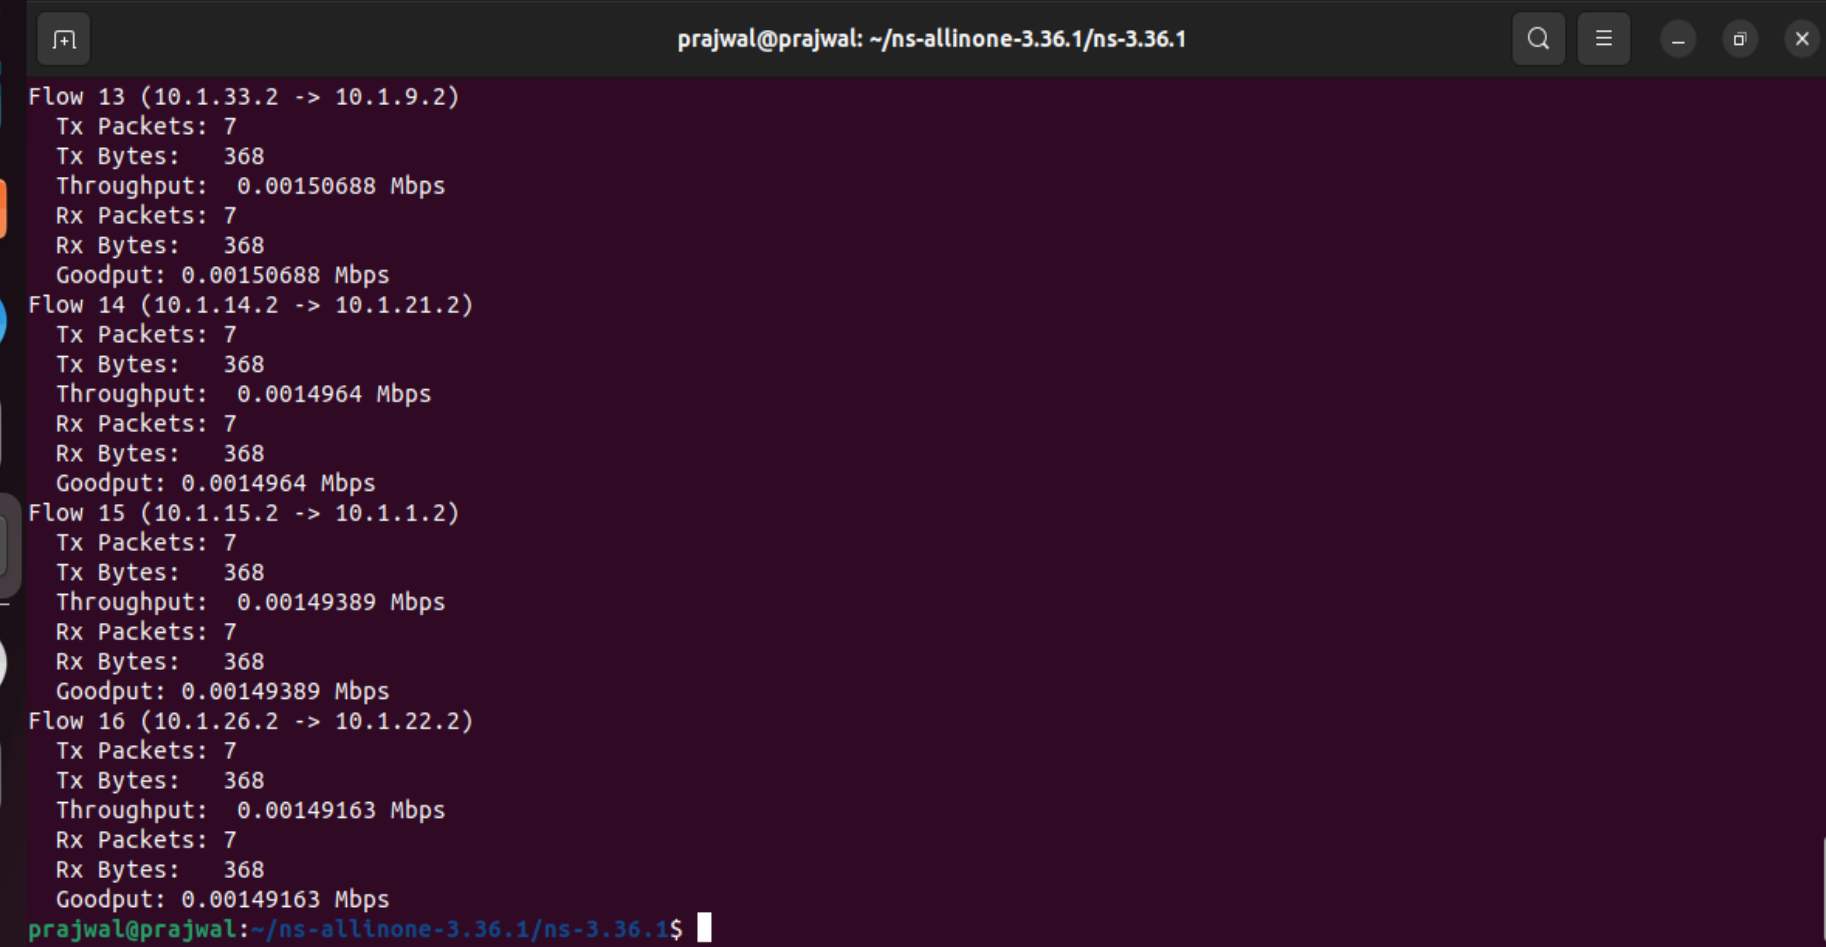 prajwal@prajwal: ~/ns-allinone-3.36.1/ns-3.36.1
Flow 13 (10.1.33.2 -> 10.1.9.2)
  Tx Packets: 7
  Tx Bytes:   368
  Throughput:  0.00150688 Mbps
  Rx Packets: 7
  Rx Bytes:   368
  Goodput: 0.00150688 Mbps
Flow 14 (10.1.14.2 -> 10.1.21.2)
  Tx Packets: 7
  Tx Bytes:   368
  Throughput:  0.0014964 Mbps
  Rx Packets: 7
  Rx Bytes:   368
  Goodput: 0.0014964 Mbps
Flow 15 (10.1.15.2 -> 10.1.1.2)
  Tx Packets: 7
  Tx Bytes:   368
  Throughput:  0.00149389 Mbps
  Rx Packets: 7
  Rx Bytes:   368
  Goodput: 0.00149389 Mbps
Flow 16 (10.1.26.2 -> 10.1.22.2)
  Tx Packets: 7
  Tx Bytes:   368
  Throughput:  0.00149163 Mbps
  Rx Packets: 7
  Rx Bytes:   368
  Goodput: 0.00149163 Mbps
prajwal@prajwal:~/ns-allinone-3.36.1/ns-3.36.1$